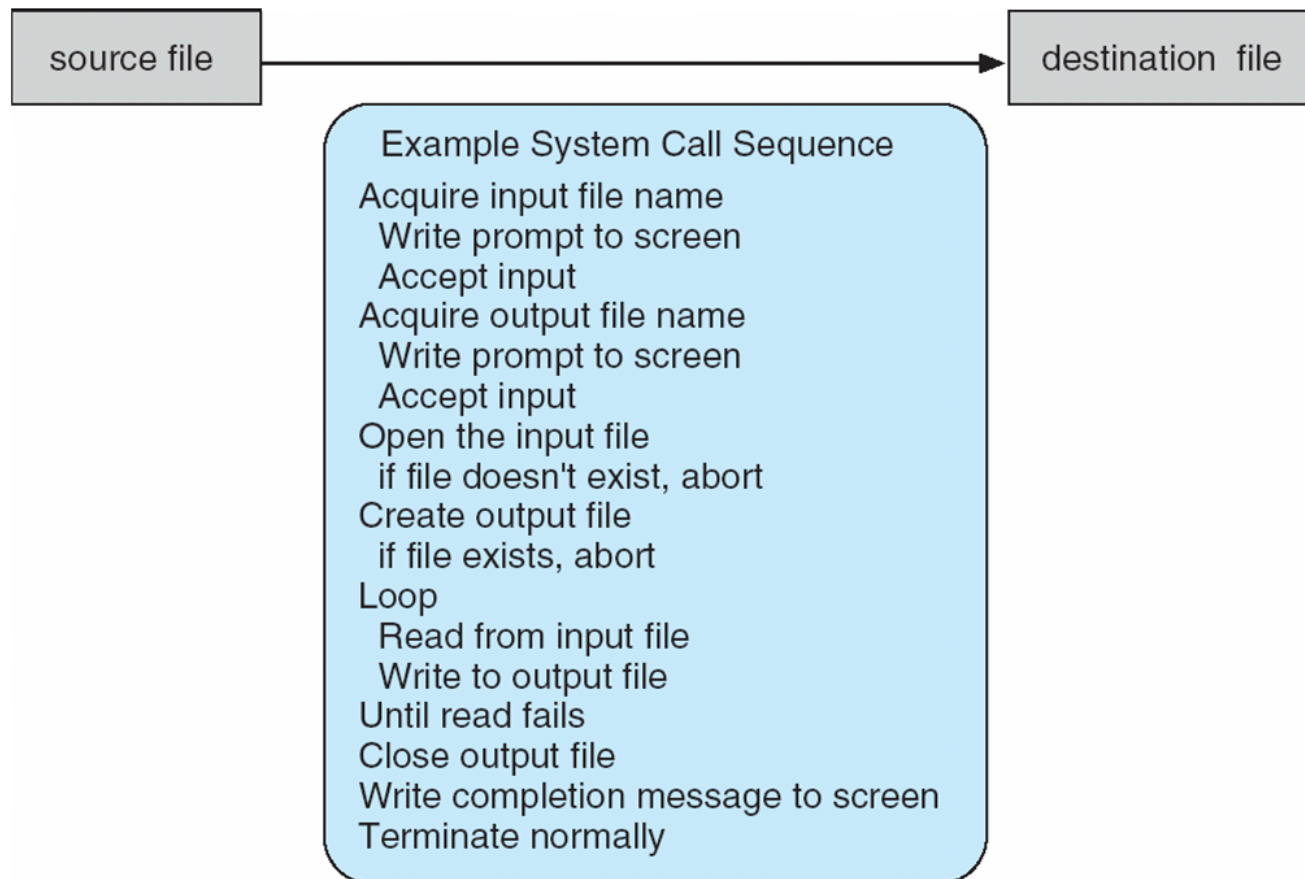 source file
destination file
Example System Call Sequence
Acquire input file name
Write prompt to screen
Accept input
Acquire output file name
Write prompt to screen
Accept input
Open the input file
if file doesn't exist, abort
Create output file
if file exists, abort
Loop
Read from input file
Write to output file
Until read fails
Close output file
Write completion message to screen
Terminate normally